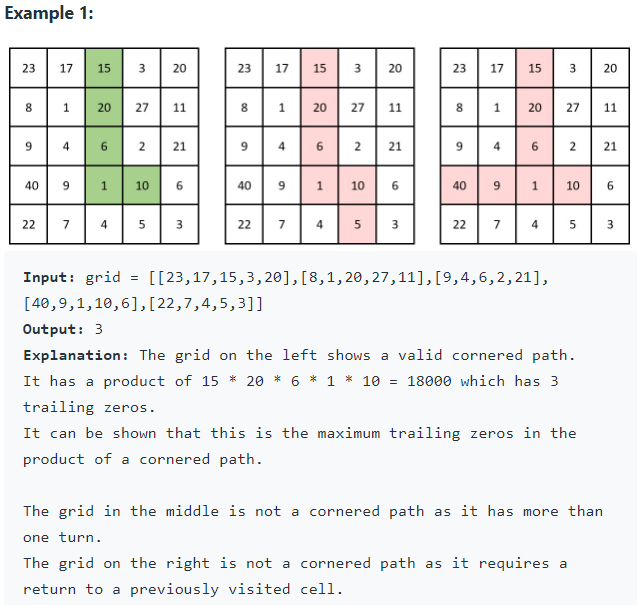 Example 1:
23 17 15 3 20 23 17 15 3 20 23 17 15 3 20
8 1 20 27 11 8 1 20 27 11 8 1 20 27 11
9 4 6 2 21 9 4 6 2 21 9 4 6 2 21
40 9 1 10 6 40 9 1 10 6 40 9 1 10 6
22 7 4 5 3 22 7 4 5 3 22 7 4 5 3
Input: grid = [[23,17,15,3,20],[8,1,20,27,11],[9,4,6,2,21],
[40,9,1,10,6],[22,7,4,5,3]]
Output: 3
Explanation: The grid on the left shows a valid cornered path.
It has a product of 15 * 20 * 6 * 1 * 10 = 18000 which has 3
trailing zeros.
It can be shown that this is the maximum trailing zeros in the
product of a cornered path.
The grid in the middle is not a cornered path as it has more than
one turn.
The grid on the right is not a cornered path as it requires a
return to a previously visited cell.